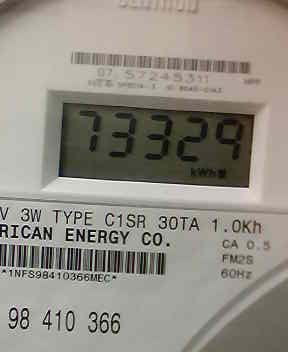 CENTRON
07 57245311
73329
kWh
V 3W TYPE C1SR 30TA 1.0Kh
RICAN ENERGY CO.
CA 0.5
FM2S
60Hz
*1NFS98410366MEC*
98 410 366